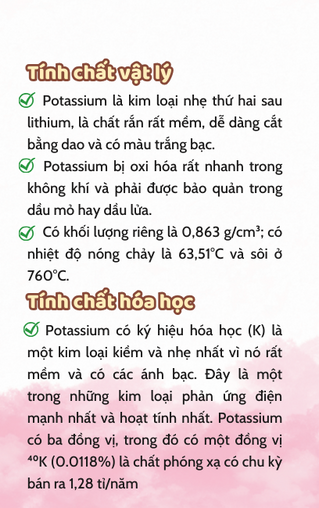 Tính chất vật lý
Potassium là kim loại nhẹ thứ hai sau
lithium, là chất rắn rất mềm, dễ dàng cắt
bằng dao và có màu trắng bạc.
Potassium bị oxi hóa rất nhanh trong
không khí và phải được bảo quản trong
dầu mỏ hay dầu lửa.
Có khối lượng riêng là 0,863 g/cm³; có
nhiệt độ nóng chảy là 63,51°C và sôi ở
760°C.
Tính chất hóa học
Potassium có ký hiệu hóa học (K) là
một kim loại kiềm và nhẹ nhất vì nó rất
mềm và có các ánh bạc. Đây là một
trong những kim loại phản ứng điện
mạnh nhất và hoạt tính nhất. Potassium
có ba đồng vị, trong đó có một đồng vị
⁴⁰K (0.0118%) là chất phóng xạ có chu kỳ
bán ra 1,28 tỉ/năm